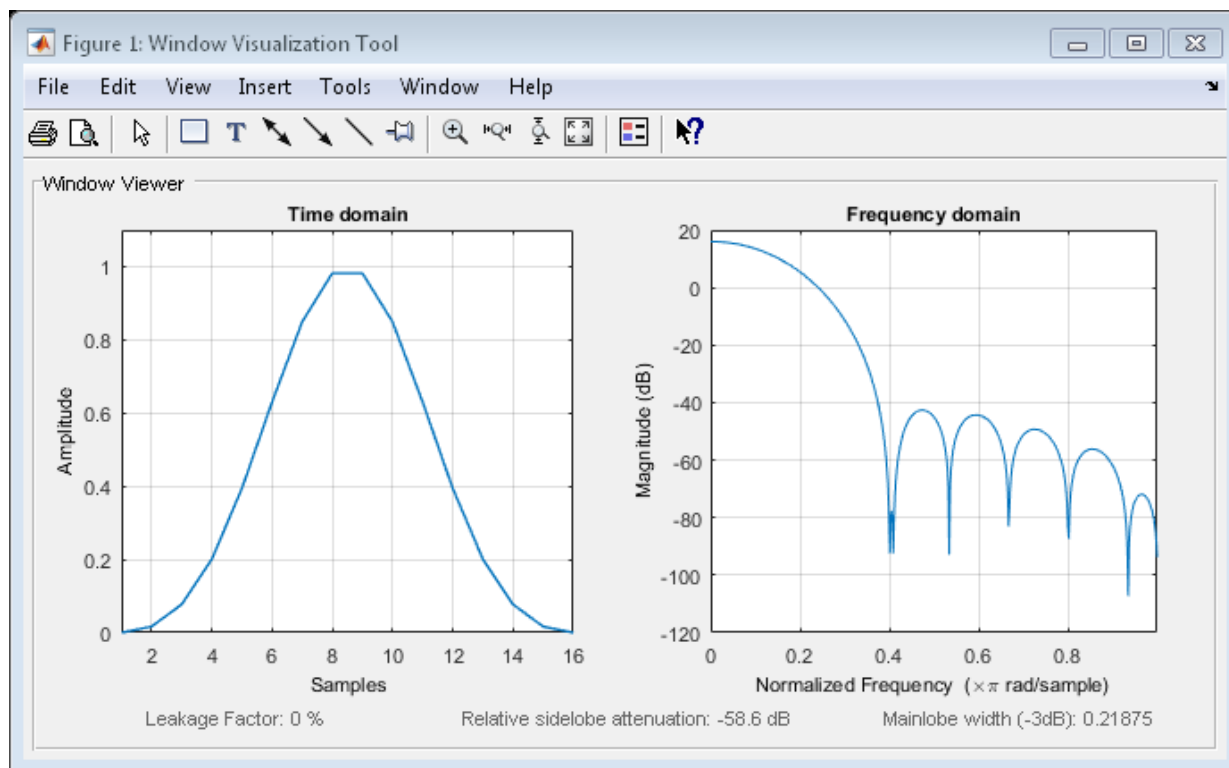 Figure 1: Window Visualization Tool
File Edit View Insert Tools Window Help
T
?
Window Viewer
Time domain
1
0.8
0.6
0.4
0.2
0
Amplitude
2 4 6 8 10 12 14 16
Samples
Frequency domain
20
0
-20
-40
-60
-80
-100
-120
Magnitude (dB)
0 0.2 0.4 0.6 0.8
Normalized Frequency (×π rad/sample)
Leakage Factor: 0 % Relative sidelobe attenuation: -58.6 dB Mainlobe width (-3dB): 0.21875